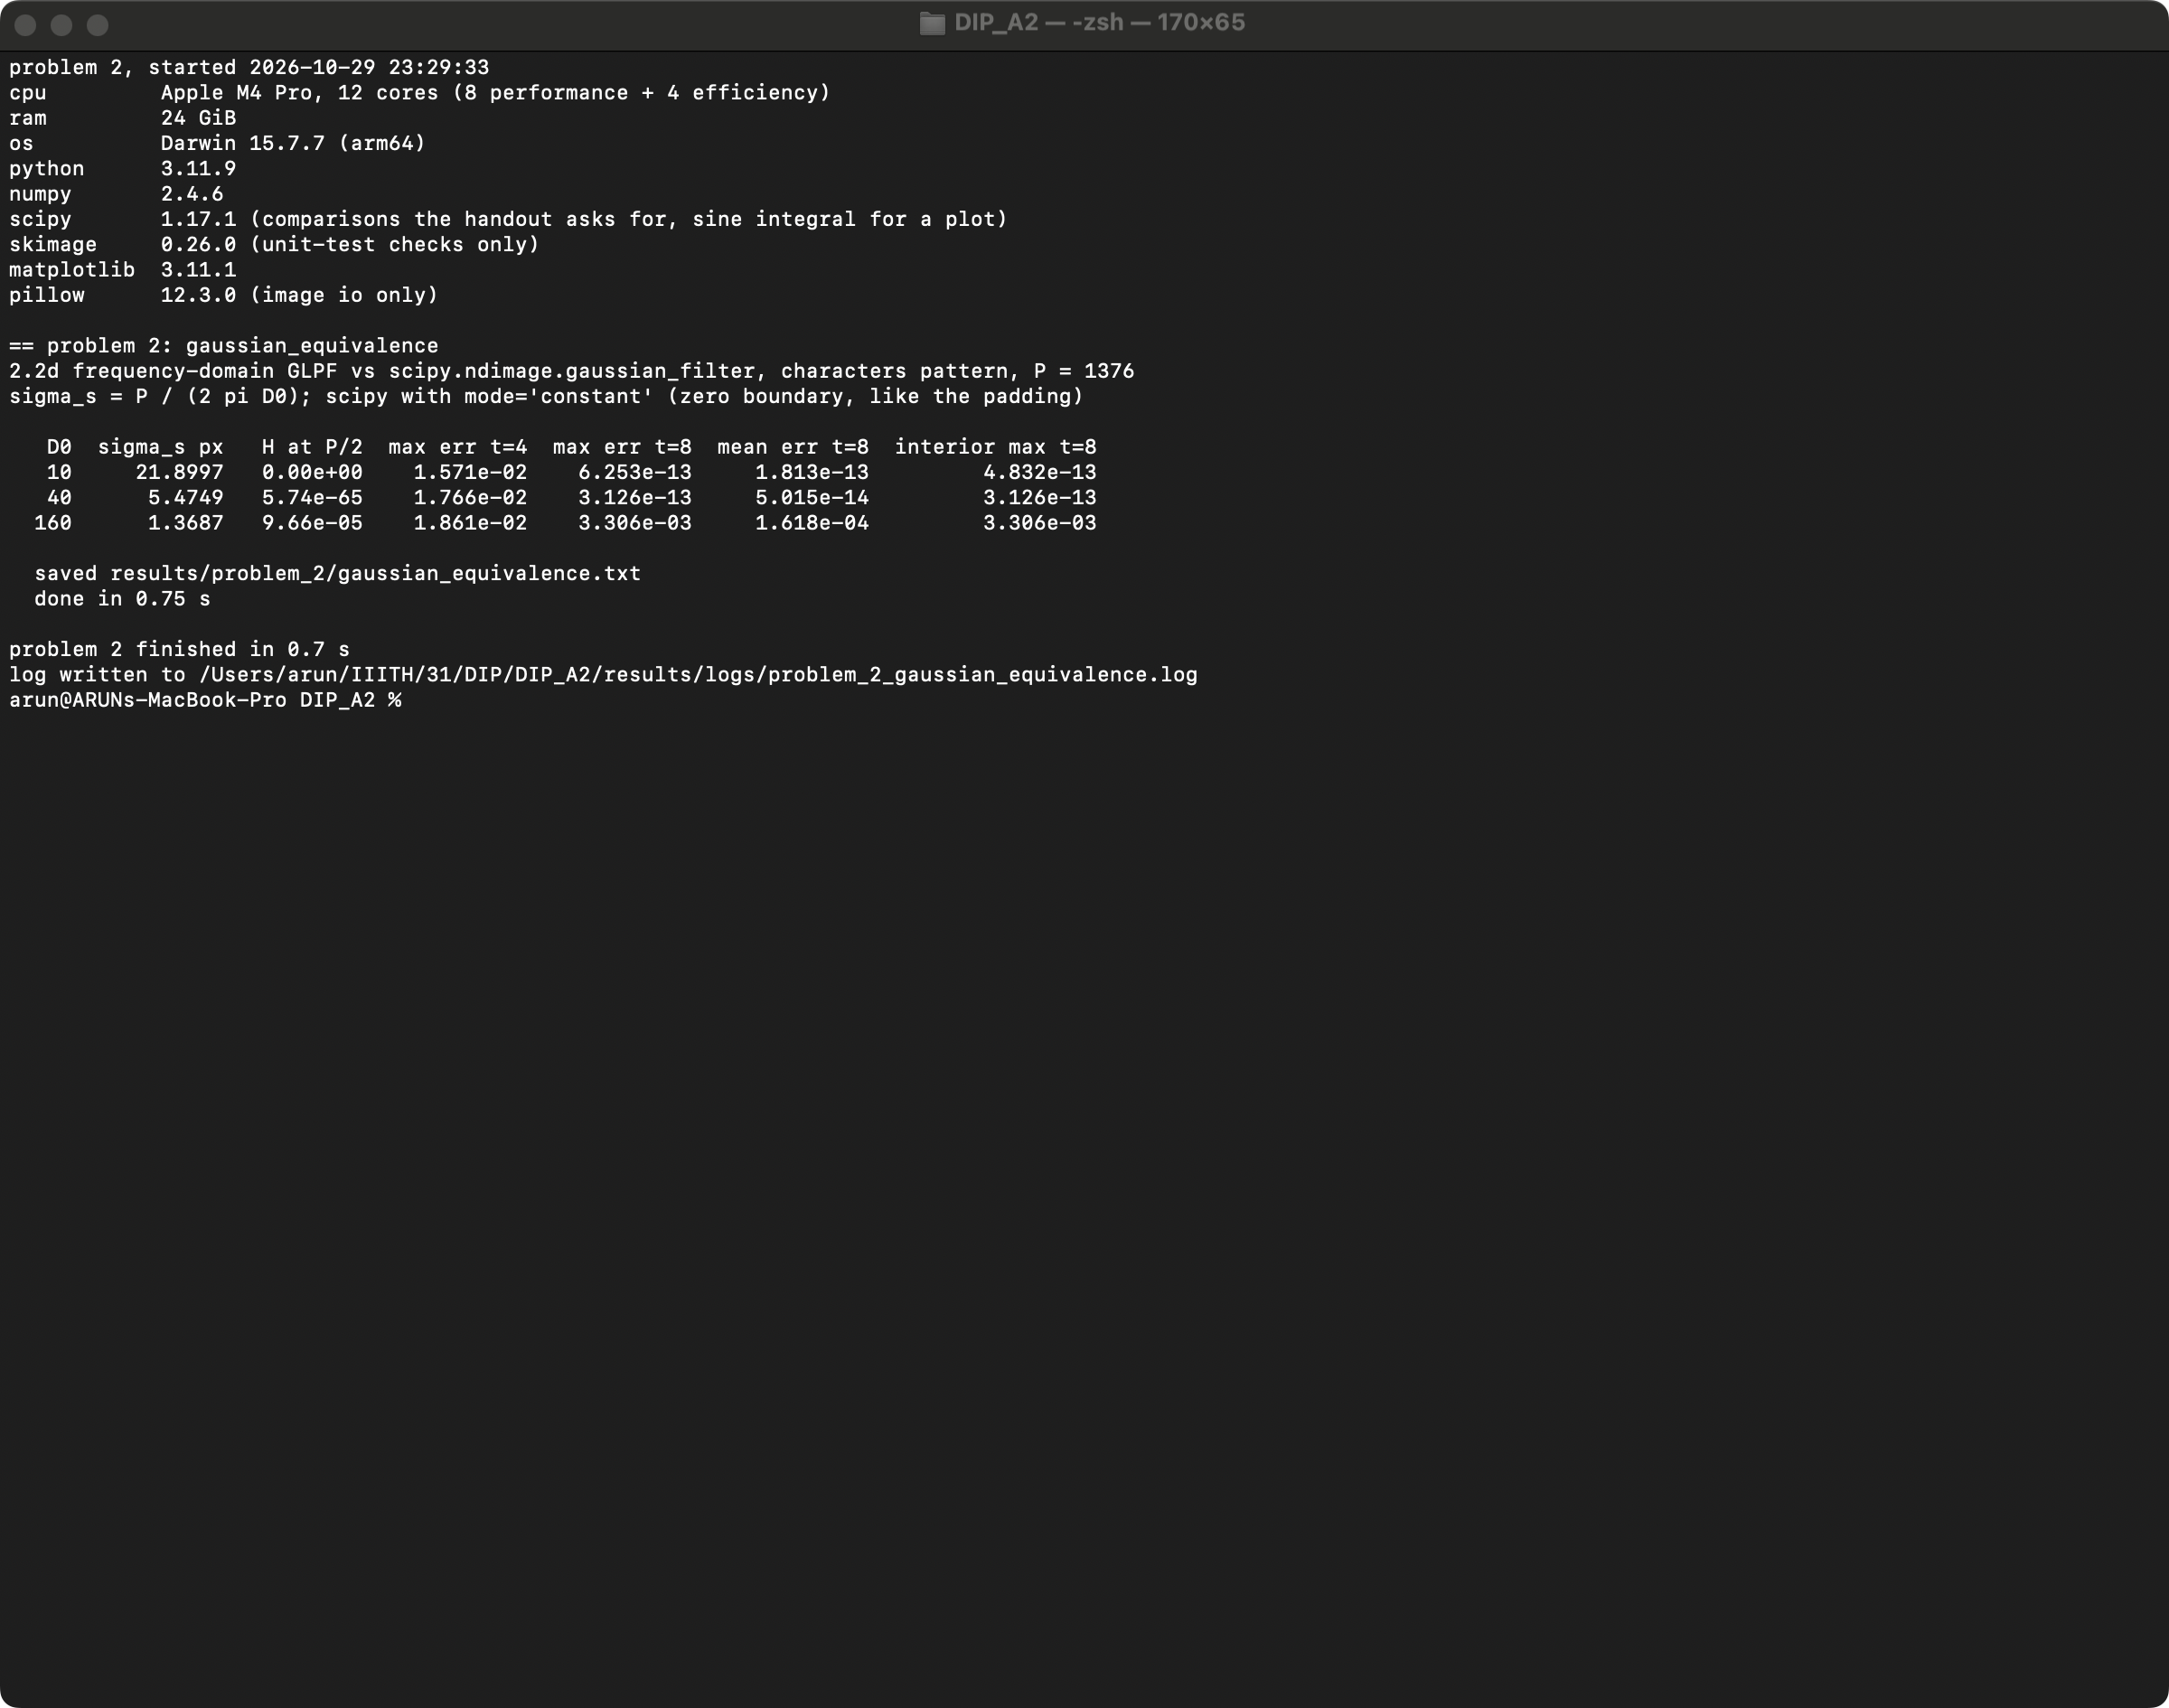 DIP_A2 — -zsh — 170×65
problem 2, started 2026-10-29 23:29:33
cpu         Apple M4 Pro, 12 cores (8 performance + 4 efficiency)
ram         24 GiB
os          Darwin 15.7.7 (arm64)
python      3.11.9
numpy       2.4.6
scipy       1.17.1 (comparisons the handout asks for, sine integral for a plot)
skimage     0.26.0 (unit-test checks only)
matplotlib  3.11.1
pillow      12.3.0 (image io only)
== problem 2: gaussian_equivalence
2.2d frequency-domain GLPF vs scipy.ndimage.gaussian_filter, characters pattern, P = 1376
sigma_s = P / (2 pi D0); scipy with mode='constant' (zero boundary, like the padding)
   D0  sigma_s px   H at P/2  max err t=4  max err t=8  mean err t=8  interior max t=8
   10     21.8997   0.00e+00    1.571e-02    6.253e-13     1.813e-13         4.832e-13
   40      5.4749   5.74e-65    1.766e-02    3.126e-13     5.015e-14         3.126e-13
  160      1.3687   9.66e-05    1.861e-02    3.306e-03     1.618e-04         3.306e-03
  saved results/problem_2/gaussian_equivalence.txt
  done in 0.75 s
problem 2 finished in 0.7 s
log written to /Users/arun/IIITH/31/DIP/DIP_A2/results/logs/problem_2_gaussian_equivalence.log
arun@ARUNs-MacBook-Pro DIP_A2 %